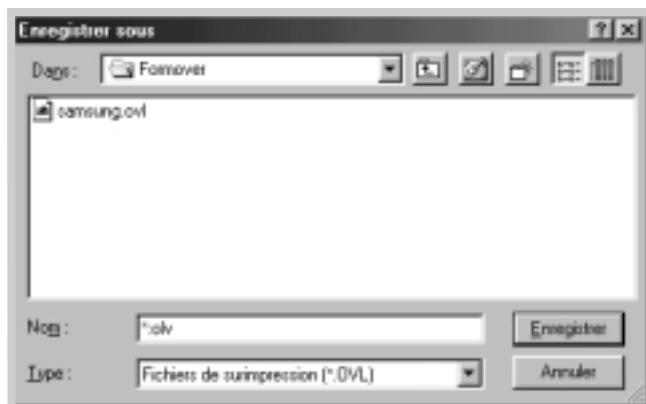 Enregistrer sous
Dans : Formover
samsung.ovl
Nom : *:olv Enregistrer
Type : Fichiers de surimpression (*.OVL) Annuler